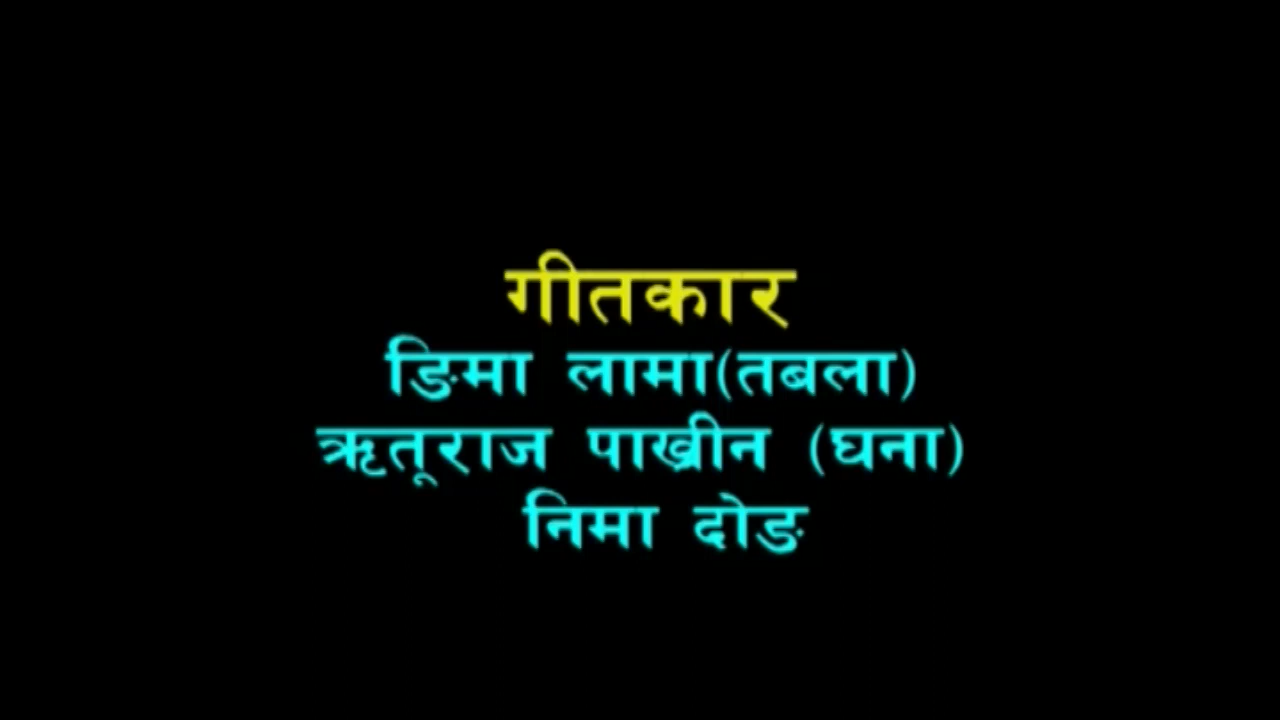 गीतकार
ङिमा लामा(तबला)
ऋतूराज पाख्रीन (घना)
निमा दोङ